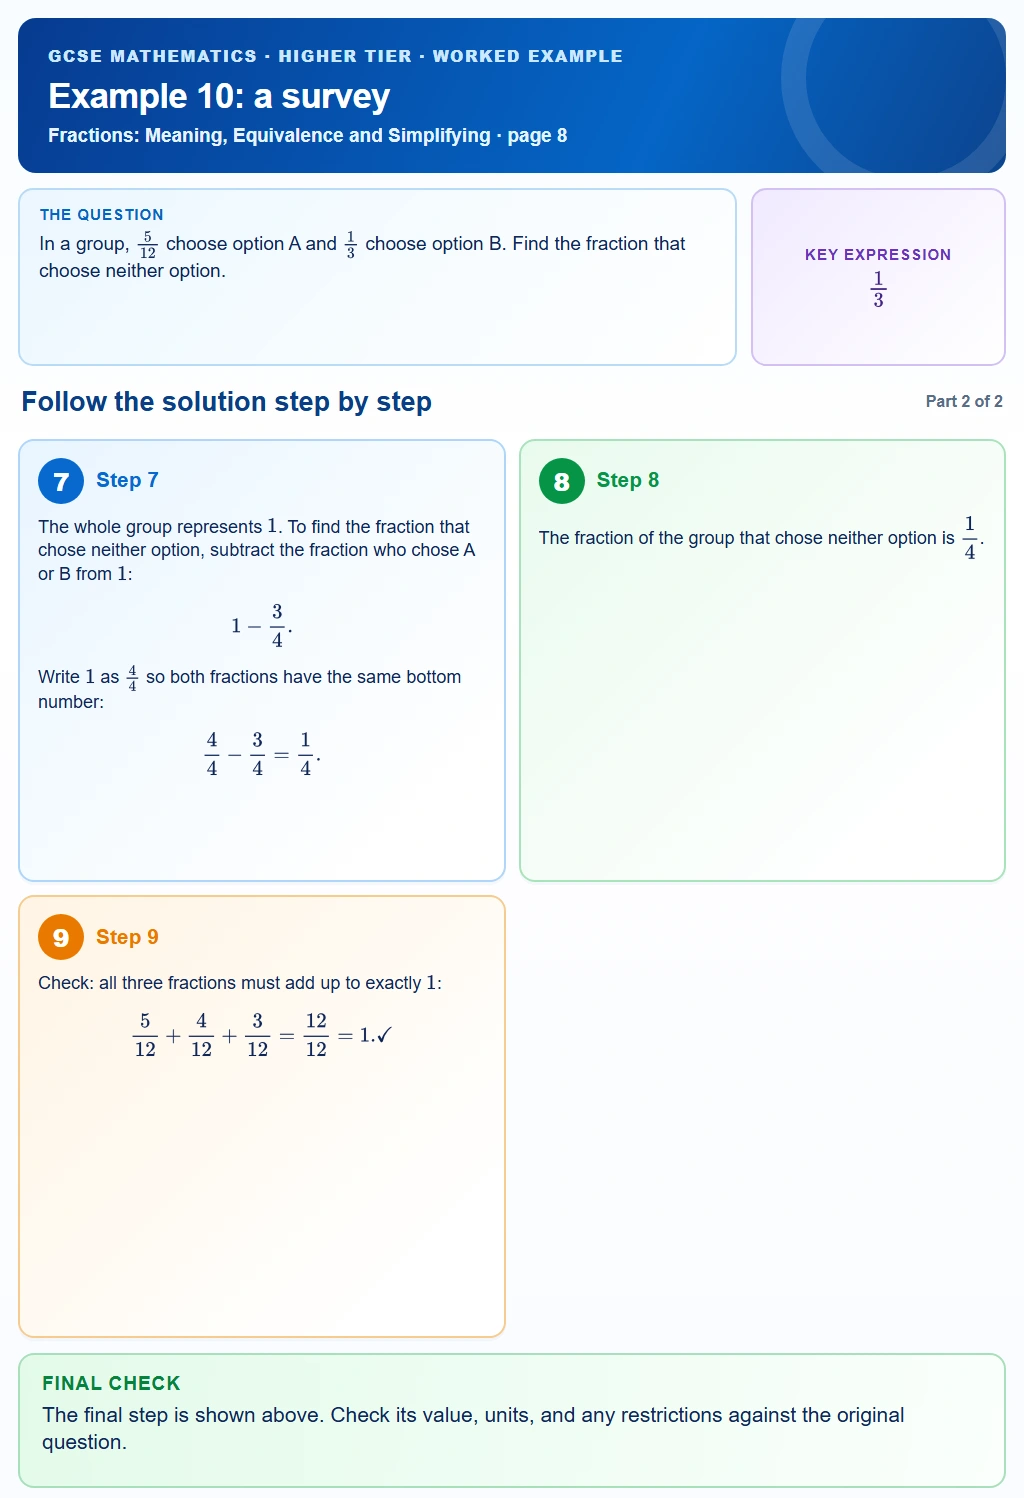 GCSE MATHEMATICS · HIGHER TIER · WORKED EXAMPLE
Example 10: a survey
Fractions: Meaning, Equivalence and Simplifying · page 8
THE QUESTION
In a group, 5/12 choose option A and 1/3 choose option B. Find the fraction that
choose neither option.
KEY EXPRESSION
1/3
Follow the solution step by step
Part 2 of 2
7 Step 7
The whole group represents 1. To find the fraction that
chose neither option, subtract the fraction who chose A
or B from 1:
1 − 3/4.
Write 1 as 4/4 so both fractions have the same bottom
number:
4/4 − 3/4 = 1/4.
8 Step 8
The fraction of the group that chose neither option is 1/4.
9 Step 9
Check: all three fractions must add up to exactly 1:
5/12 + 4/12 + 3/12 = 12/12 = 1.✓
FINAL CHECK
The final step is shown above. Check its value, units, and any restrictions against the original
question.